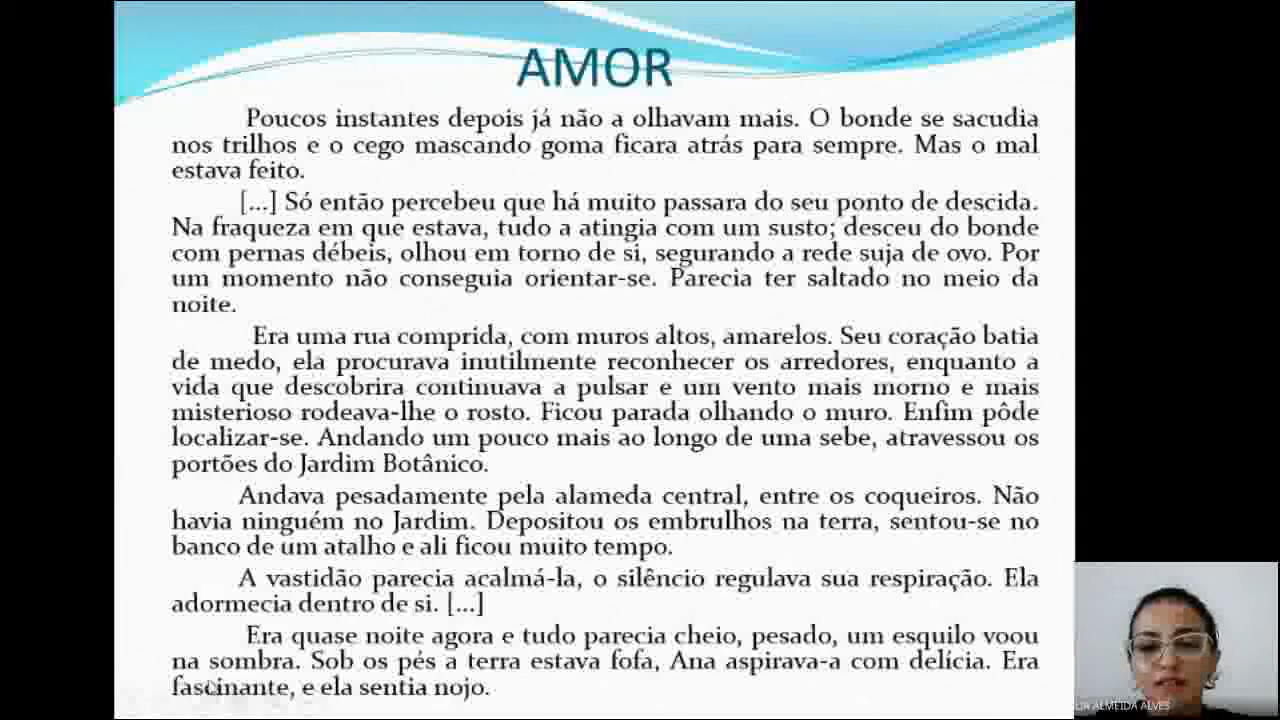 AMOR
Poucos instantes depois já não a olhavam mais. O bonde se sacudia
nos trilhos e o cego mascando goma ficara atrás para sempre. Mas o mal
estava feito.
[...] Só então percebeu que há muito passara do seu ponto de descida.
Na fraqueza em que estava, tudo a atingia com um susto; desceu do bonde
com pernas débeis, olhou em torno de si, segurando a rede suja de ovo. Por
um momento não conseguia orientar-se. Parecia ter saltado no meio da
noite.
Era uma rua comprida, com muros altos, amarelos. Seu coração batia
de medo, ela procurava inutilmente reconhecer os arredores, enquanto a
vida que descobrira continuava a pulsar e um vento mais morno e mais
misterioso rodeava-lhe o rosto. Ficou parada olhando o muro. Enfim pôde
localizar-se. Andando um pouco mais ao longo de uma sebe, atravessou os
portões do Jardim Botânico.
Andava pesadamente pela alameda central, entre os coqueiros. Não
havia ninguém no Jardim. Depositou os embrulhos na terra, sentou-se no
banco de um atalho e ali ficou muito tempo.
A vastidão parecia acalmá-la, o silêncio regulava sua respiração. Ela
adormecia dentro de si. [...]
Era quase noite agora e tudo parecia cheio, pesado, um esquilo voou
na sombra. Sob os pés a terra estava fofa, Ana aspirava-a com delícia. Era
fascinante, e ela sentia nojo.
ALMEIDA ALVES